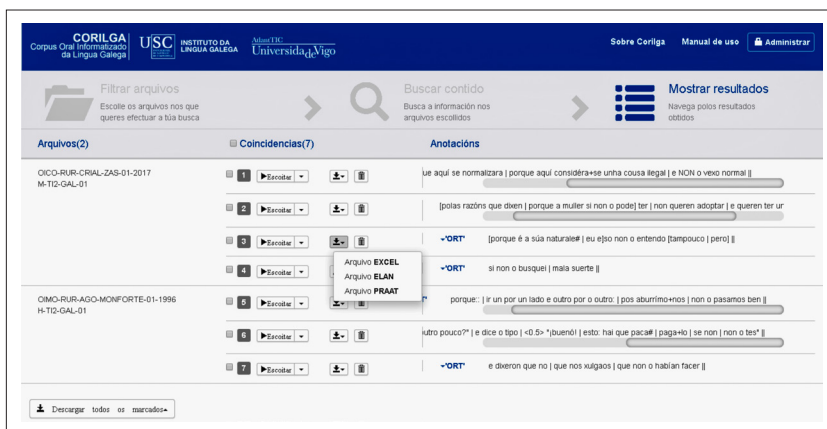 CORILGA
Corpus Oral Informatizado
da Lingua Galega
USC
INSTITUTO DA
LINGUA GALEGA
AtlantTIC
UniversidadeVigo
Sobre Corilga Manual de uso Administrar
Filtrar arquivos
Escolle os arquivos nos que
queres efectuar a túa busca
Buscar contido
Busca a información nos
arquivos escollidos
Mostrar resultados
Navega polos resultados
obtidos
Arquivos(2) Coincidencias(7) Anotacións
OICO-RUR-CRIAL-ZAS-01-2017
M-TI2-GAL-01
1 Escoitar ue aquí se normalizara | porque aquí considéra+se unha cousa ilegal | e NON o vexo normal ||
2 Escoitar [polas razóns que dixen | porque a muller si non o pode] ter | non queren adoptar | e queren ter ur
3 Escoitar 'ORT' [porque é a súa naturale# | eu e]so non o entendo [tampouco | pero] ||
Arquivo EXCEL
Arquivo ELAN
Arquivo PRAAT
4 Escoitar 'ORT' si non o busquei | mala suerte ||
OIMO-RUR-AGO-MONFORTE-01-1996
H-TI2-GAL-01
5 Escoitar porque:: | ir un por un lado e outro por o outro: | pos aburrímo+nos | non o pasamos ben ||
6 Escoitar utro pouco?" | e dice o tipo | <0.5> "¡buenó! | esto: hai que paca# | paga+lo | se non | non o tes" ||
7 Escoitar 'ORT' e dixeron que no | que nos xulgaos | que non o habían facer ||
Descargar todos os marcados